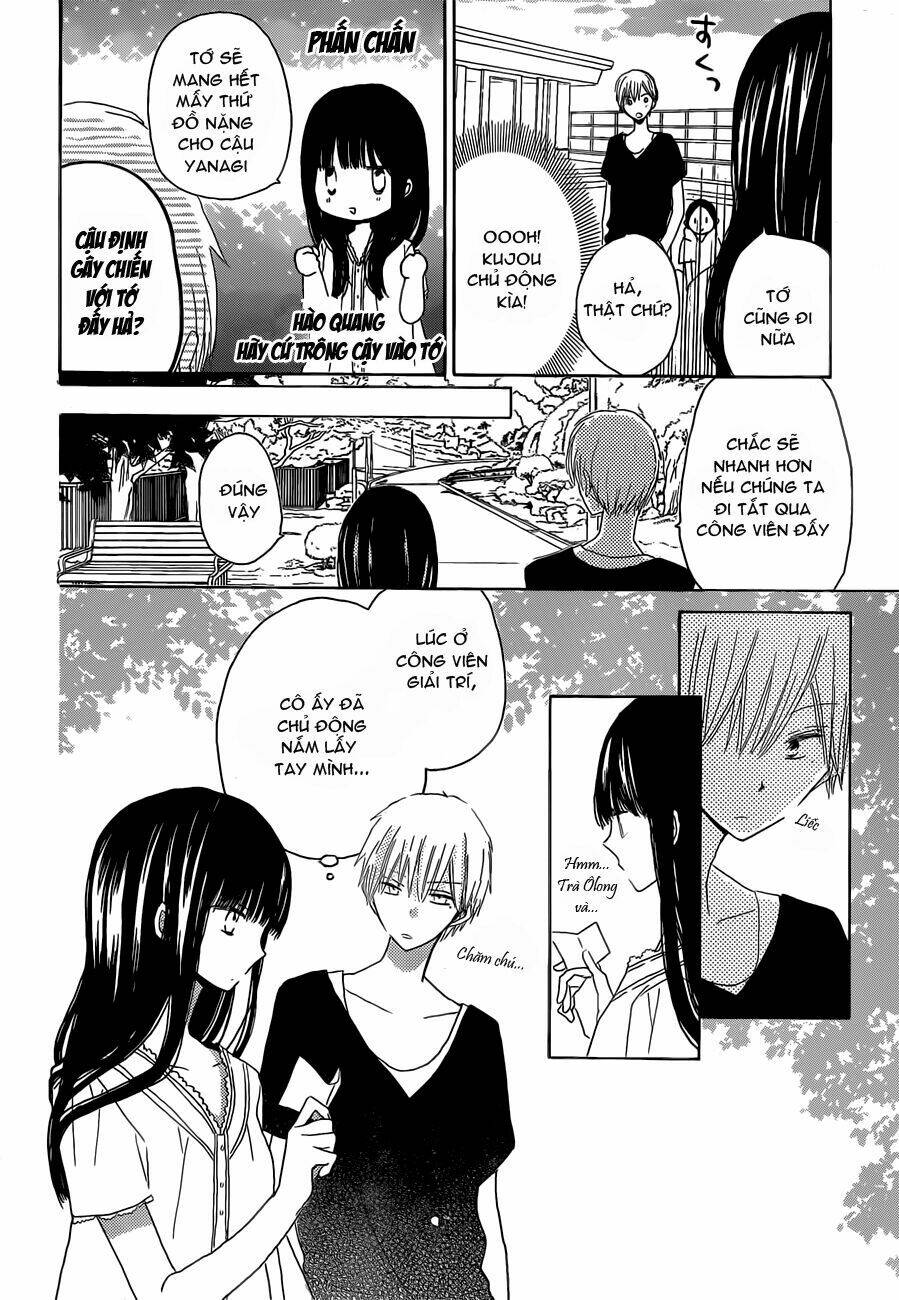 すくっ
TỚ
CŨNG ĐI
NỮA
HẢ,
THẬT CHỨ?
OOOH!
KUJOU
CHỦ ĐỘNG
KÌA!
PHẤN CHẤN
TỚ SẼ
MANG HẾT
MẤY THỨ
ĐỒ NẶNG
CHO CẬU
YANAGI
HÀO QUANG
HÃY CỨ TRÔNG CẬY VÀO TỚ
CẬU ĐỊNH
GÂY CHIẾN
VỚI TỚ
ĐẤY HẢ?
CHẮC SẼ
NHANH HƠN
NẾU CHÚNG TA
ĐI TẮT QUA
CÔNG VIÊN ĐẤY
ĐÚNG
VẬY
Liếc
Hmm...
Trà Ôlong
và...
LÚC Ở
CÔNG VIÊN
GIẢI TRÍ,
CÔ ẤY ĐÃ
CHỦ ĐỘNG
NẮM LẤY
TAY MÌNH...
Chăm chú...